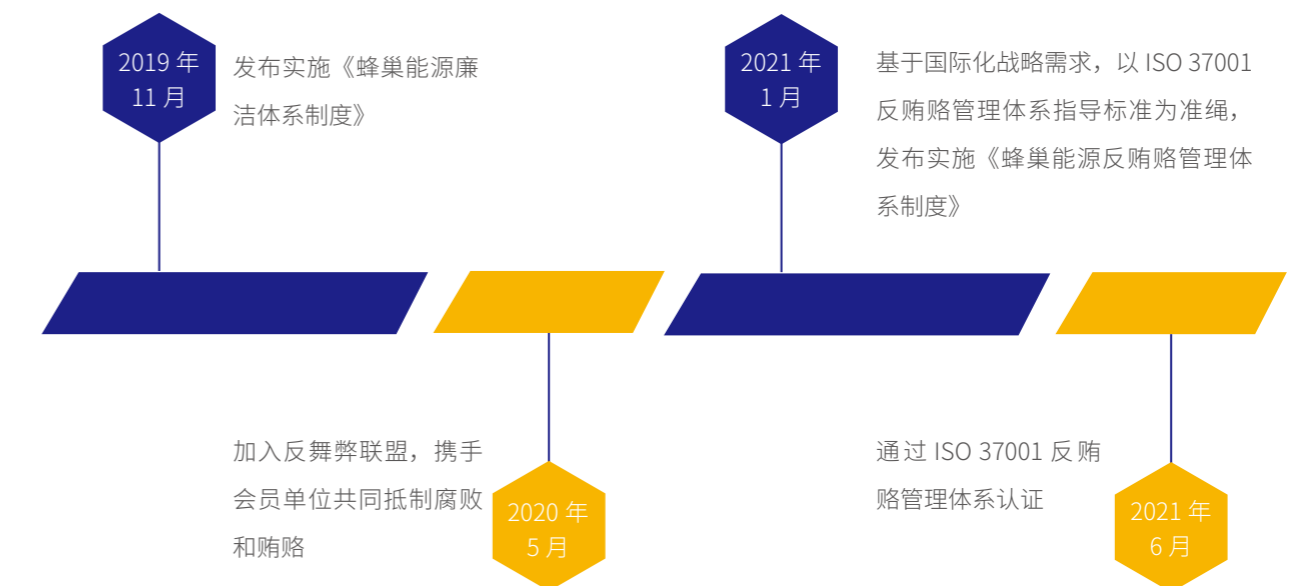 2019 年
11 月
发布实施《蜂巢能源廉
洁体系制度》
2021 年
1 月
基于国际化战略需求，以 ISO 37001
反贿赂管理体系指导标准为准绳，
发布实施《蜂巢能源反贿赂管理体
系制度》
加入反舞弊联盟，携手
会员单位共同抵制腐败
和贿赂
2020 年
5 月
通过 ISO 37001 反贿
赂管理体系认证
2021 年
6 月